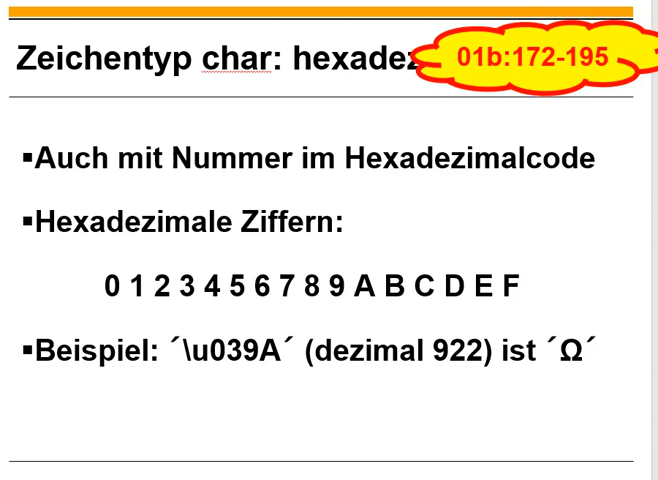 Zeichentyp char: hexadez
01b:172-195
▪Auch mit Nummer im Hexadezimalcode
▪Hexadezimale Ziffern:
0 1 2 3 4 5 6 7 8 9 A B C D E F
▪Beispiel: ´\u039A´ (dezimal 922) ist ´Ω´